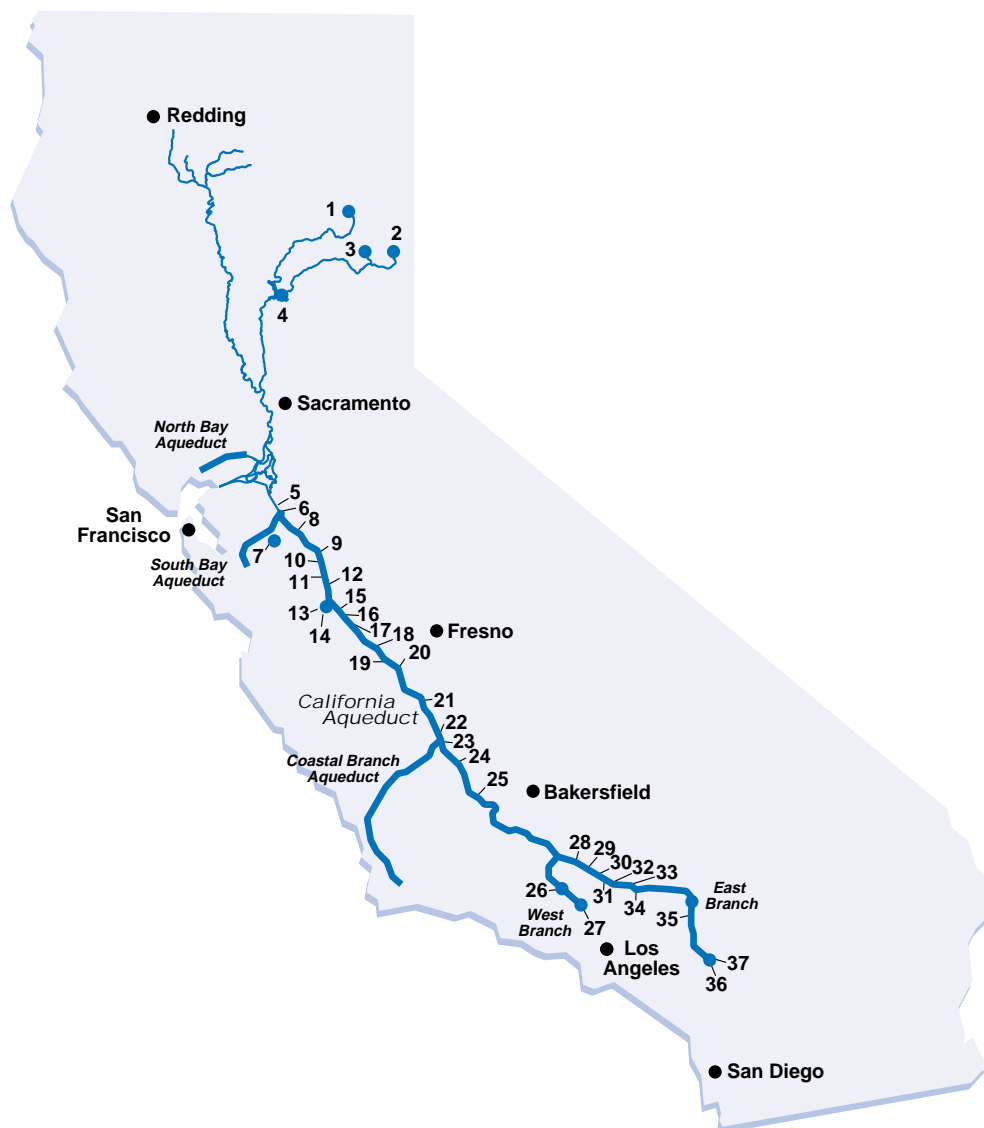 Redding
1
2
3
4
Sacramento
North Bay
Aqueduct
5
6
San
Francisco
8
7
9
South Bay
Aqueduct
10
11
12
13
15
14
16
17
18
Fresno
19
20
California
Aqueduct
21
22
23
Coastal Branch
Aqueduct
24
25
Bakersfield
28
29
30
32
33
26
31
34
East
Branch
West
Branch
27
35
Los
Angeles
37
36
San Diego